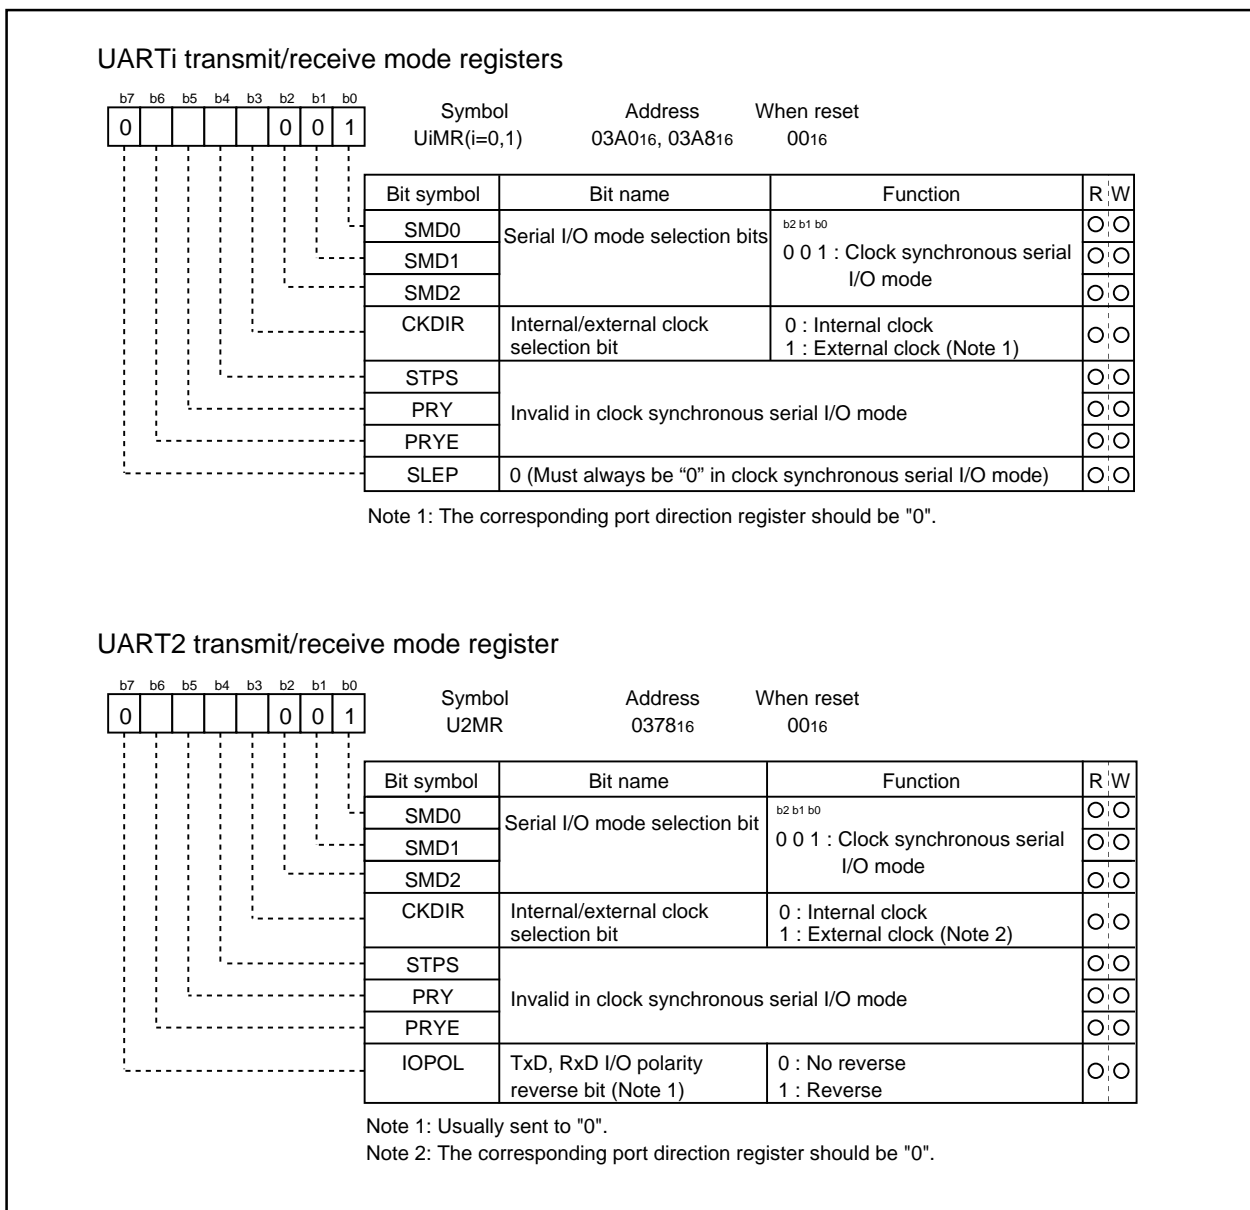 UARTi transmit/receive mode registers
b7 b6 b5 b4 b3 b2 b1 b0
0 0 0 1
Symbol Address When reset
UiMR(i=0,1) 03A016, 03A816 0016
Bit symbol Bit name Function R W
SMD0 Serial I/O mode selection bits b2 b1 b0
SMD1 0 0 1 : Clock synchronous serial
SMD2 I/O mode
CKDIR Internal/external clock 0 : Internal clock
selection bit 1 : External clock (Note 1)
STPS
PRY Invalid in clock synchronous serial I/O mode
PRYE
SLEP 0 (Must always be “0” in clock synchronous serial I/O mode)
Note 1: The corresponding port direction register should be "0".
UART2 transmit/receive mode register
b7 b6 b5 b4 b3 b2 b1 b0
0 0 0 1
Symbol Address When reset
U2MR 037816 0016
Bit symbol Bit name Function R W
SMD0 Serial I/O mode selection bit b2 b1 b0
SMD1 0 0 1 : Clock synchronous serial
SMD2 I/O mode
CKDIR Internal/external clock 0 : Internal clock
selection bit 1 : External clock (Note 2)
STPS
PRY Invalid in clock synchronous serial I/O mode
PRYE
IOPOL TxD, RxD I/O polarity 0 : No reverse
reverse bit (Note 1) 1 : Reverse
Note 1: Usually sent to "0".
Note 2: The corresponding port direction register should be "0".